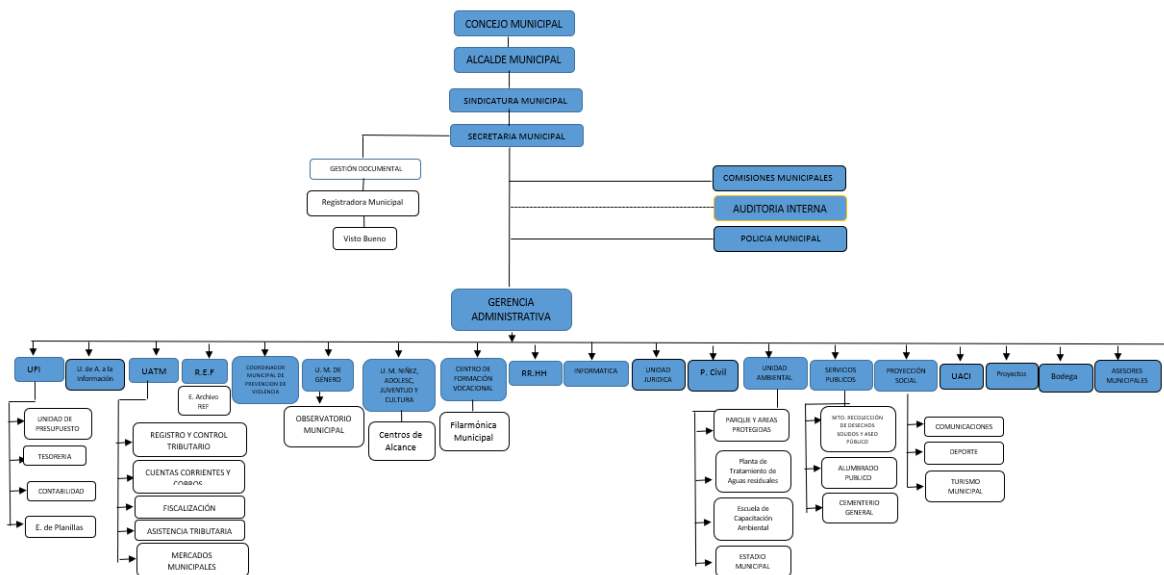 CONCEJO MUNICIPAL
ALCALDE MUNICIPAL
SINDICATURA MUNICIPAL
SECRETARIA MUNICIPAL
GESTIÓN DOCUMENTAL
Registradora Municipal
Visto Bueno
COMISIONES MUNICIPALES
AUDITORIA INTERNA
POLICIA MUNICIPAL
GERENCIA
ADMINISTRATIVA
UFI
U. de A. a la
Información
UATM
R.E.F
COORDINADOR
MUNICIPAL DE
PREVENCION DE
VIOLENCIA
U. M. DE
GÉNERO
U. M. NIÑEZ,
ADOLESC, JUVENTUD Y
CULTURA
CENTRO DE
FORMACIÓN
VOCACIONAL
RR.HH
INFORMATICA
UNIDAD
JURIDICA
P. Civil
UNIDAD
AMBIENTAL
SERVICIOS
PUBLICOS
PROYECCIÓN
SOCIAL
UACI
Proyectos
Bodega
ASESORES
MUNICIPALES
UNIDAD DE
PRESUPUESTO
TESORERIA
CONTABILIDAD
E. de Planillas
REGISTRO Y CONTROL
TRIBUTARIO
CUENTAS CORRIENTES Y
COBROS
FISCALIZACIÓN
ASISTENCIA TRIBUTARIA
MERCADOS
MUNICIPALES
E. Archivo
REF
OBSERVATORIO
MUNICIPAL
Centros de
Alcance
Filarmónica
Municipal
PARQUE Y AREAS
PROTEGIDAS
Planta de
Tratamiento de
Aguas residuales
Escuela de
Capacitación
Ambiental
ESTADIO
MUNICIPAL
MTO. RECOLECCIÓN
DE DESECHOS
SOLIDOS Y ASEO
PÚBLICO
ALUMBRADO
PUBLICO
CEMENTERIO
GENERAL
COMUNICACIONES
DEPORTE
TURISMO
MUNICIPAL